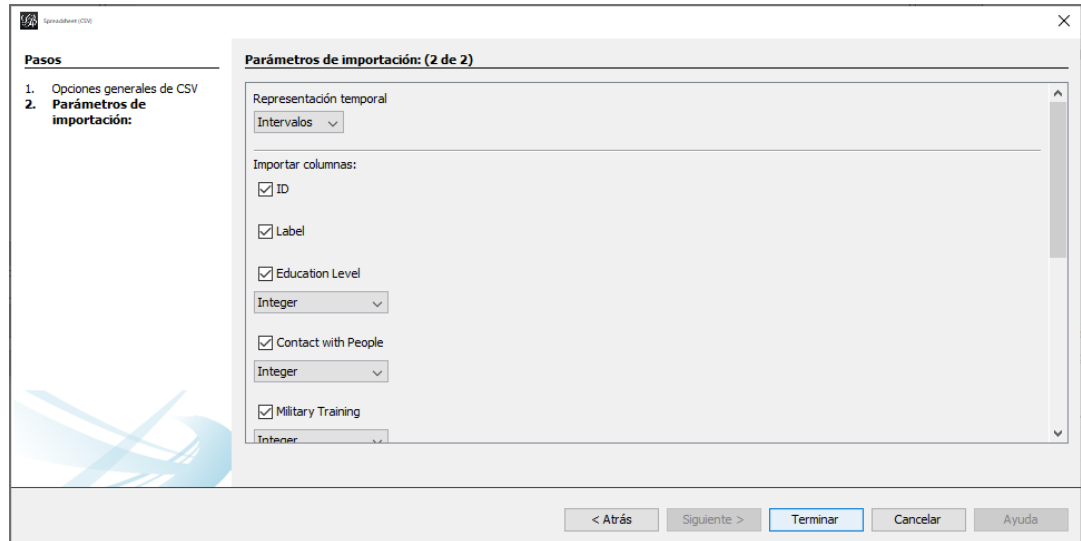 Spreadsheet (CSV)
Pasos
1. Opciones generales de CSV
2. Parámetros de
importación:
Parámetros de importación: (2 de 2)
Representación temporal
Intervalos
Importar columnas:
ID
Label
Education Level
Integer
Contact with People
Integer
Military Training
Integer
< Atrás
Siguiente >
Terminar
Cancelar
Ayuda